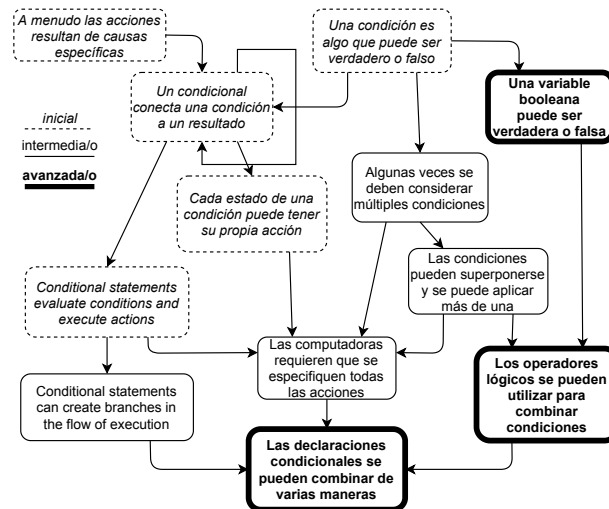 A menudo las acciones
resultan de causas
específicas
Una condición es
algo que puede ser
verdadero o falso
Una variable
booleana
puede ser
verdadera o falsa
Un condicional
conecta una condición
a un resultado
inicial
intermedia/o
avanzada/o
Algunas veces se
deben considerar
múltiples condiciones
Cada estado de una
condición puede tener
su propia acción
Las condiciones
pueden superponerse
y se puede aplicar
más de una
Conditional statements
evaluate conditions and
execute actions
Las computadoras
requieren que se
especifiquen todas
las acciones
Los operadores
lógicos se pueden
utilizar para
combinar
condiciones
Conditional statements
can create branches in
the flow of execution
Las declaraciones
condicionales se
pueden combinar de
varias maneras